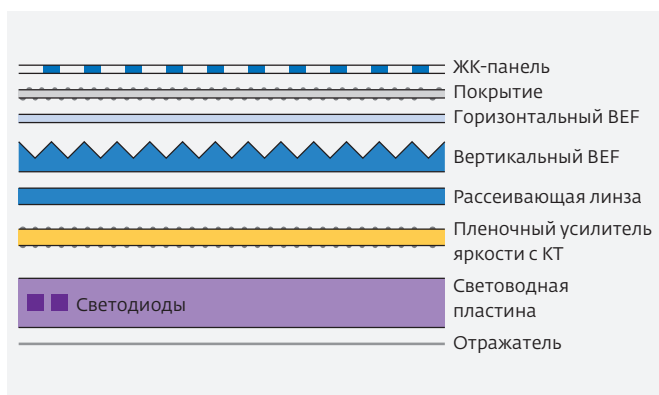 ЖК-панель
Покрытие
Горизонтальный BEF
Вертикальный BEF
Рассеивающая линза
Пленочный усилитель
яркости с КТ
Светодиоды
Световодная
пластина
Отражатель